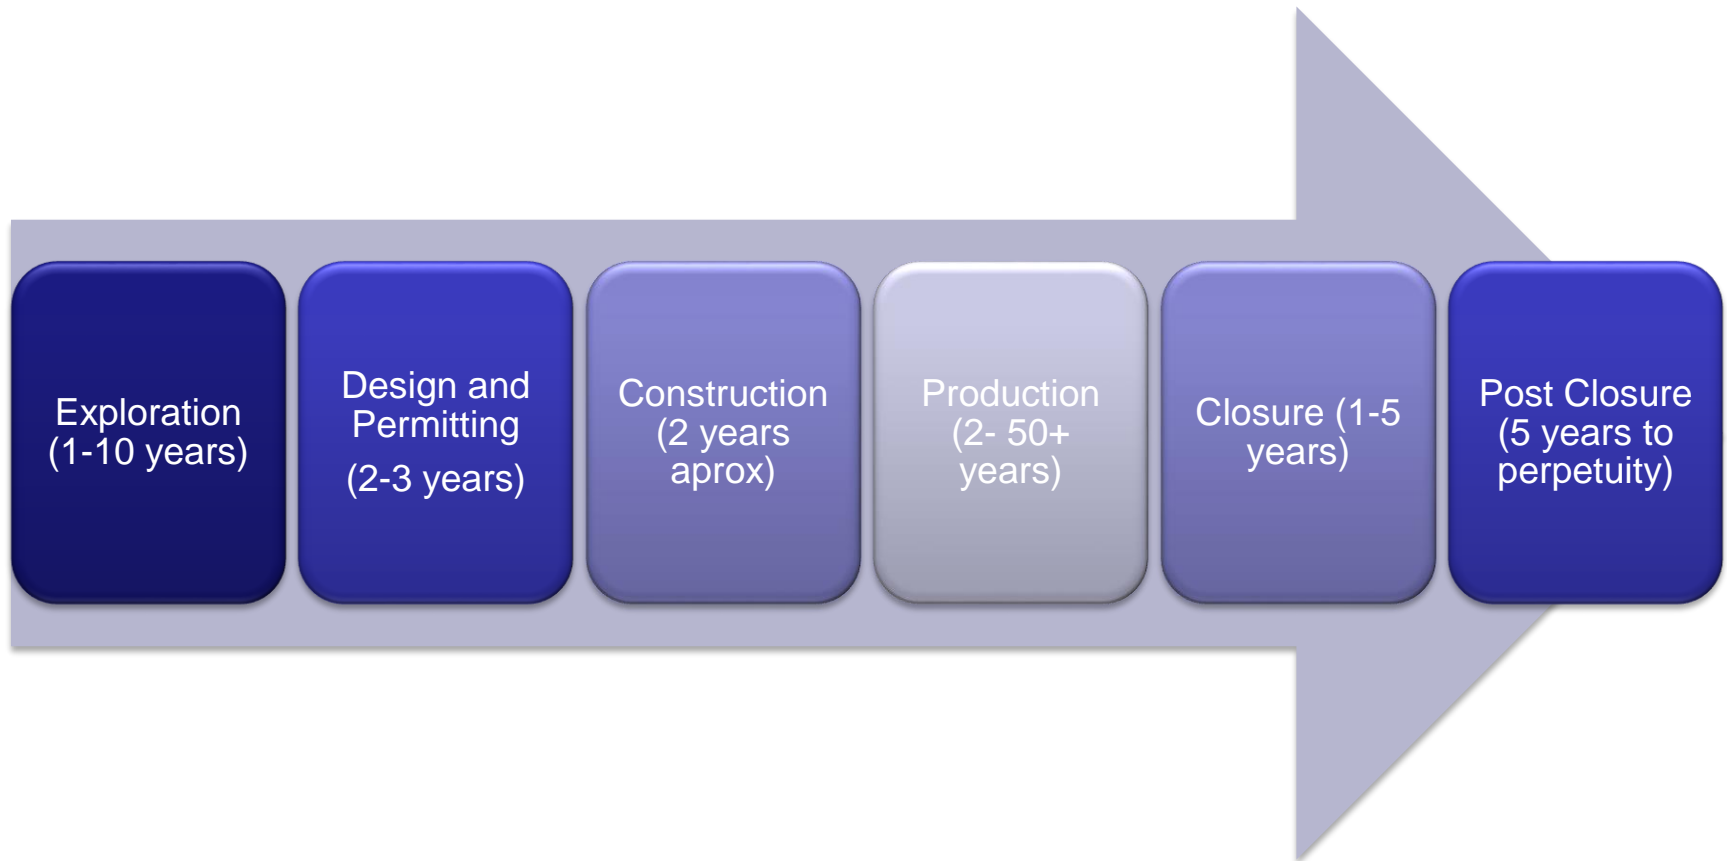 Exploration
(1-10 years)
Design and
Permitting
(2-3 years)
Construction
(2 years
aprox)
Production
(2- 50+
years)
Closure (1-5
years)
Post Closure
(5 years to
perpetuity)